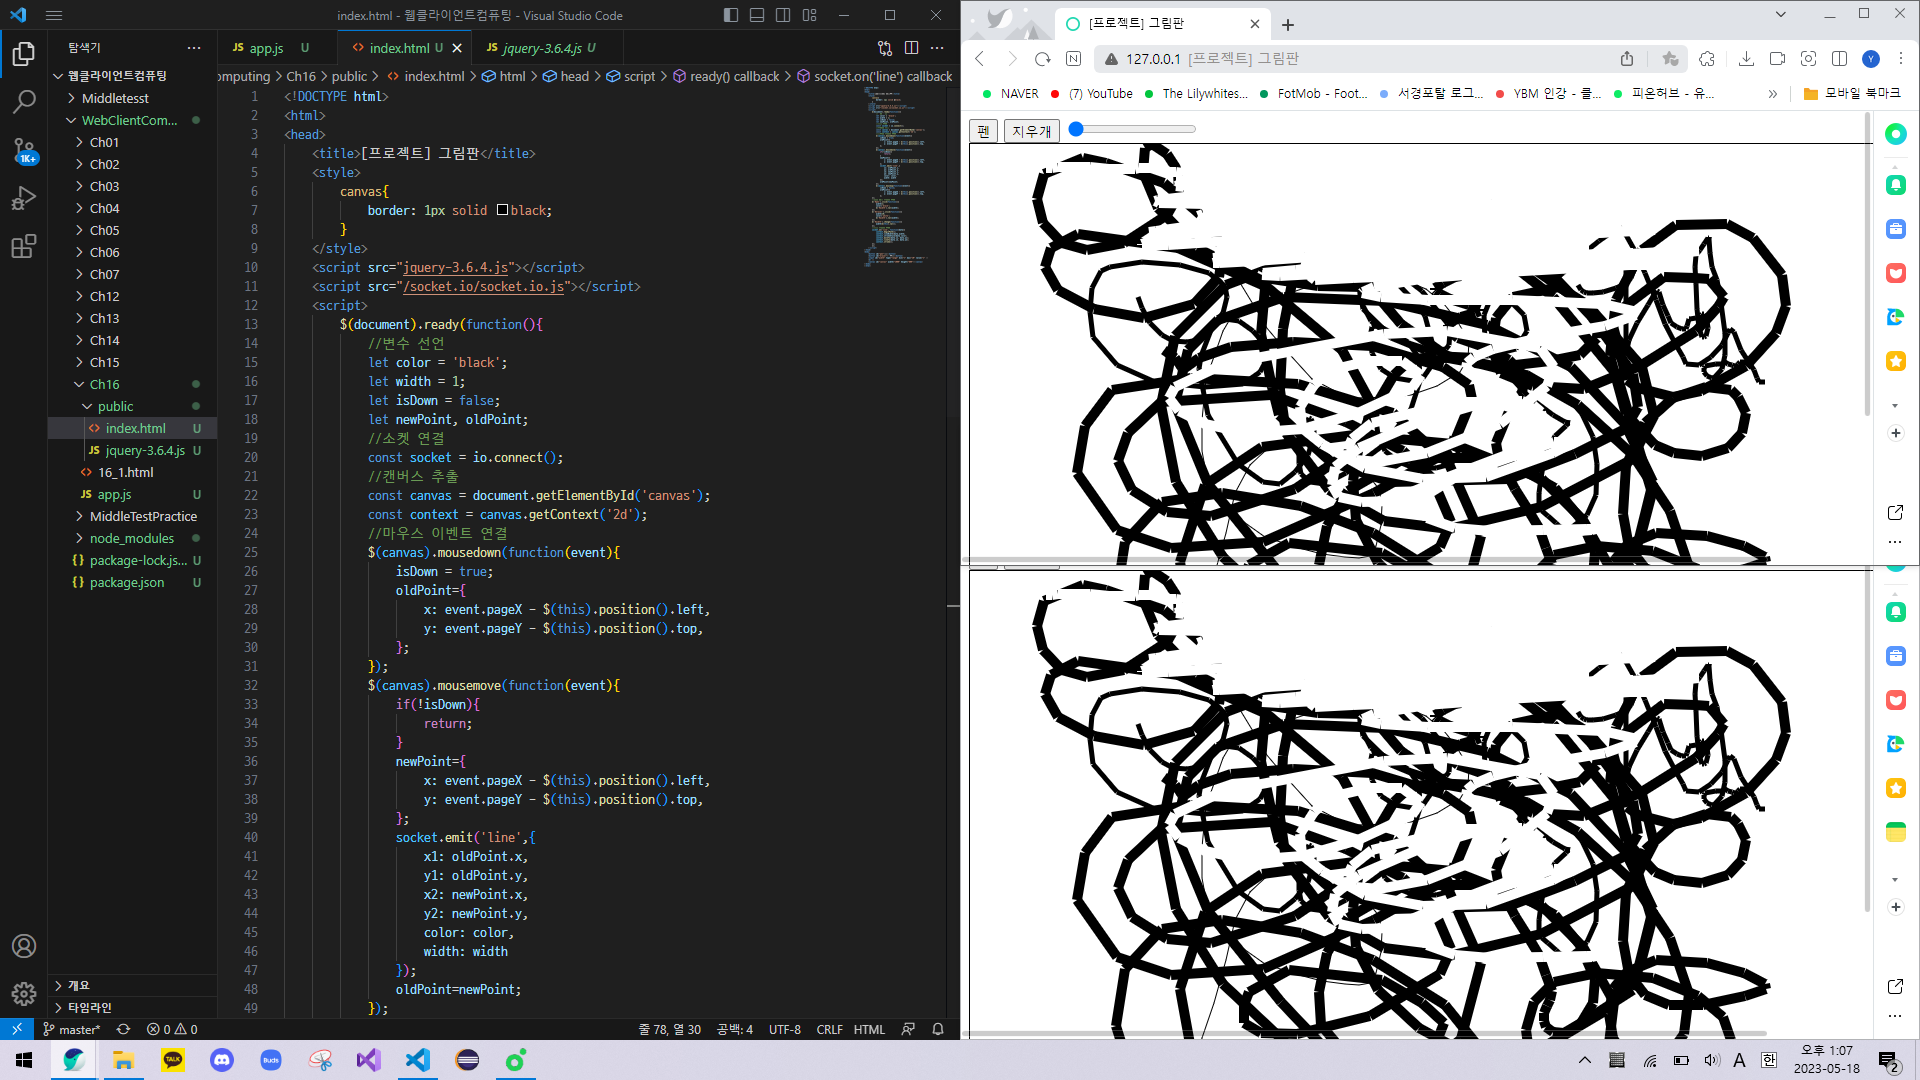 index.html - 웹클라이언트컴퓨팅 - Visual Studio Code
탐색기
웹클라이언트컴퓨팅
Middletesst
WebClientCom...
Ch01
Ch02
Ch03
Ch04
Ch05
Ch06
Ch07
Ch12
Ch13
Ch14
Ch15
Ch16
public
index.html U
JS jquery-3.6.4.js U
16_1.html
JS app.js U
MiddleTestPractice
node_modules
{} package-lock.js... U
{} package.json U
개요
타임라인
1K+
JS app.js U
index.html U
JS jquery-3.6.4.js U
omputing > Ch16 > public > index.html > html > head > script > ready() callback > socket.on('line') callback
1 <!DOCTYPE html>
2 <html>
3 <head>
4 <title>[프로젝트] 그림판</title>
5 <style>
6 canvas{
7 border: 1px solid black;
8 }
9 </style>
10 <script src="jquery-3.6.4.js"></script>
11 <script src="/socket.io/socket.io.js"></script>
12 <script>
13 $(document).ready(function(){
14 //변수 선언
15 let color = 'black';
16 let width = 1;
17 let isDown = false;
18 let newPoint, oldPoint;
19 //소켓 연결
20 const socket = io.connect();
21 //캔버스 추출
22 const canvas = document.getElementById('canvas');
23 const context = canvas.getContext('2d');
24 //마우스 이벤트 연결
25 $(canvas).mousedown(function(event){
26 isDown = true;
27 oldPoint={
28 x: event.pageX - $(this).position().left,
29 y: event.pageY - $(this).position().top,
30 };
31 });
32 $(canvas).mousemove(function(event){
33 if(!isDown){
34 return;
35 }
36 newPoint={
37 x: event.pageX - $(this).position().left,
38 y: event.pageY - $(this).position().top,
39 };
40 socket.emit('line',{
41 x1: oldPoint.x,
42 y1: oldPoint.y,
43 x2: newPoint.x,
44 y2: newPoint.y,
45 color: color,
46 width: width
47 });
48 oldPoint=newPoint;
49 });
master* 0 0
줄 78, 열 30 공백: 4 UTF-8 CRLF HTML
[프로젝트] 그림판
127.0.0.1 [프로젝트] 그림판
Y
NAVER (7) YouTube The Lilywhites... FotMob - Foot... 서경포탈 로그... YBM 인강 - 클... 피온허브 - 유... 모바일 북마크
펜 지우개
TALK
Buds
A 한
오후 1:07
2023-05-18
2